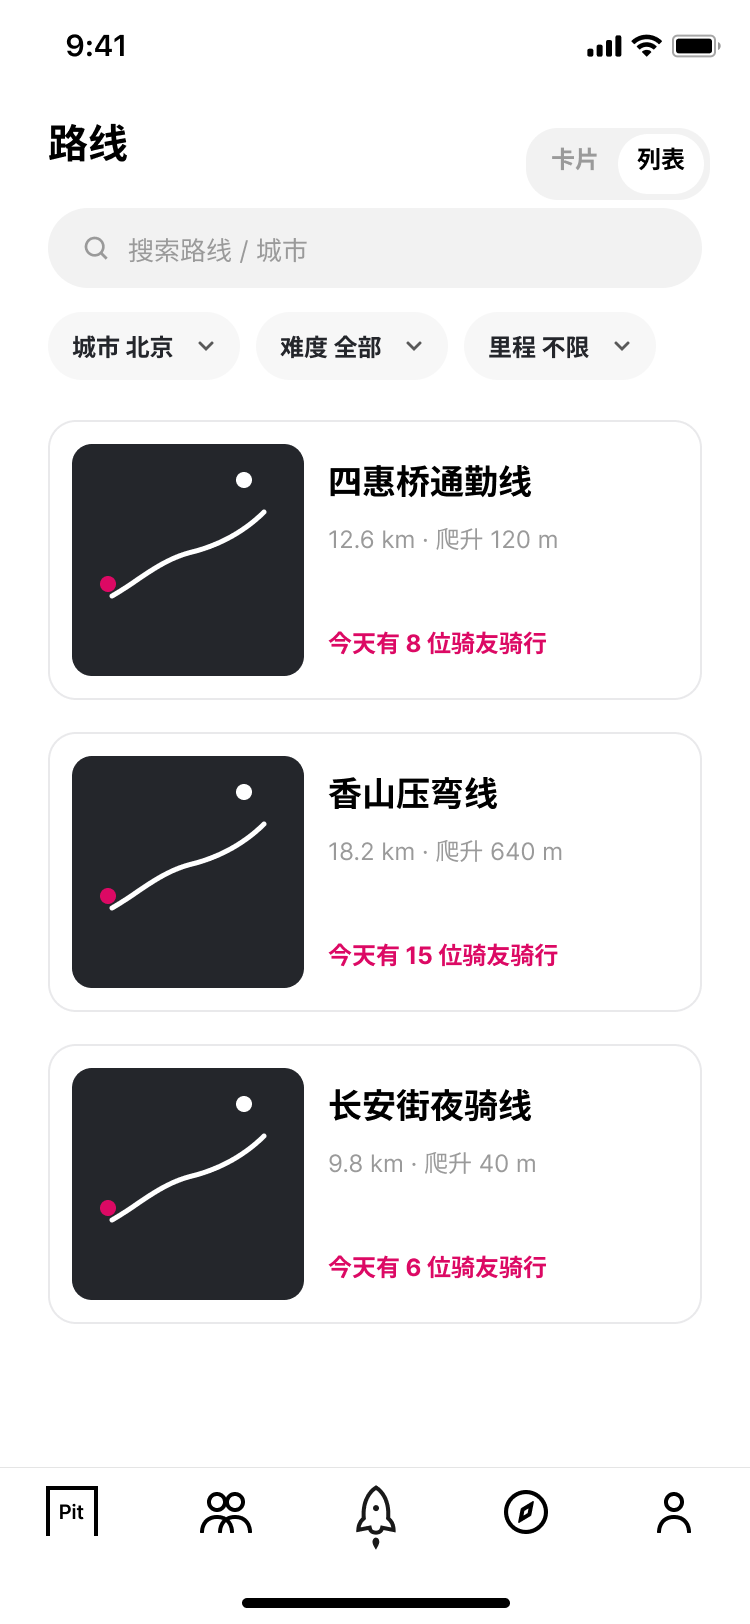 9:41
路线
卡片 列表
搜索路线 / 城市
城市 北京 难度 全部 里程 不限
四惠桥通勤线
12.6 km · 爬升 120 m
今天有 8 位骑友骑行
香山压弯线
18.2 km · 爬升 640 m
今天有 15 位骑友骑行
长安街夜骑线
9.8 km · 爬升 40 m
今天有 6 位骑友骑行
Pit